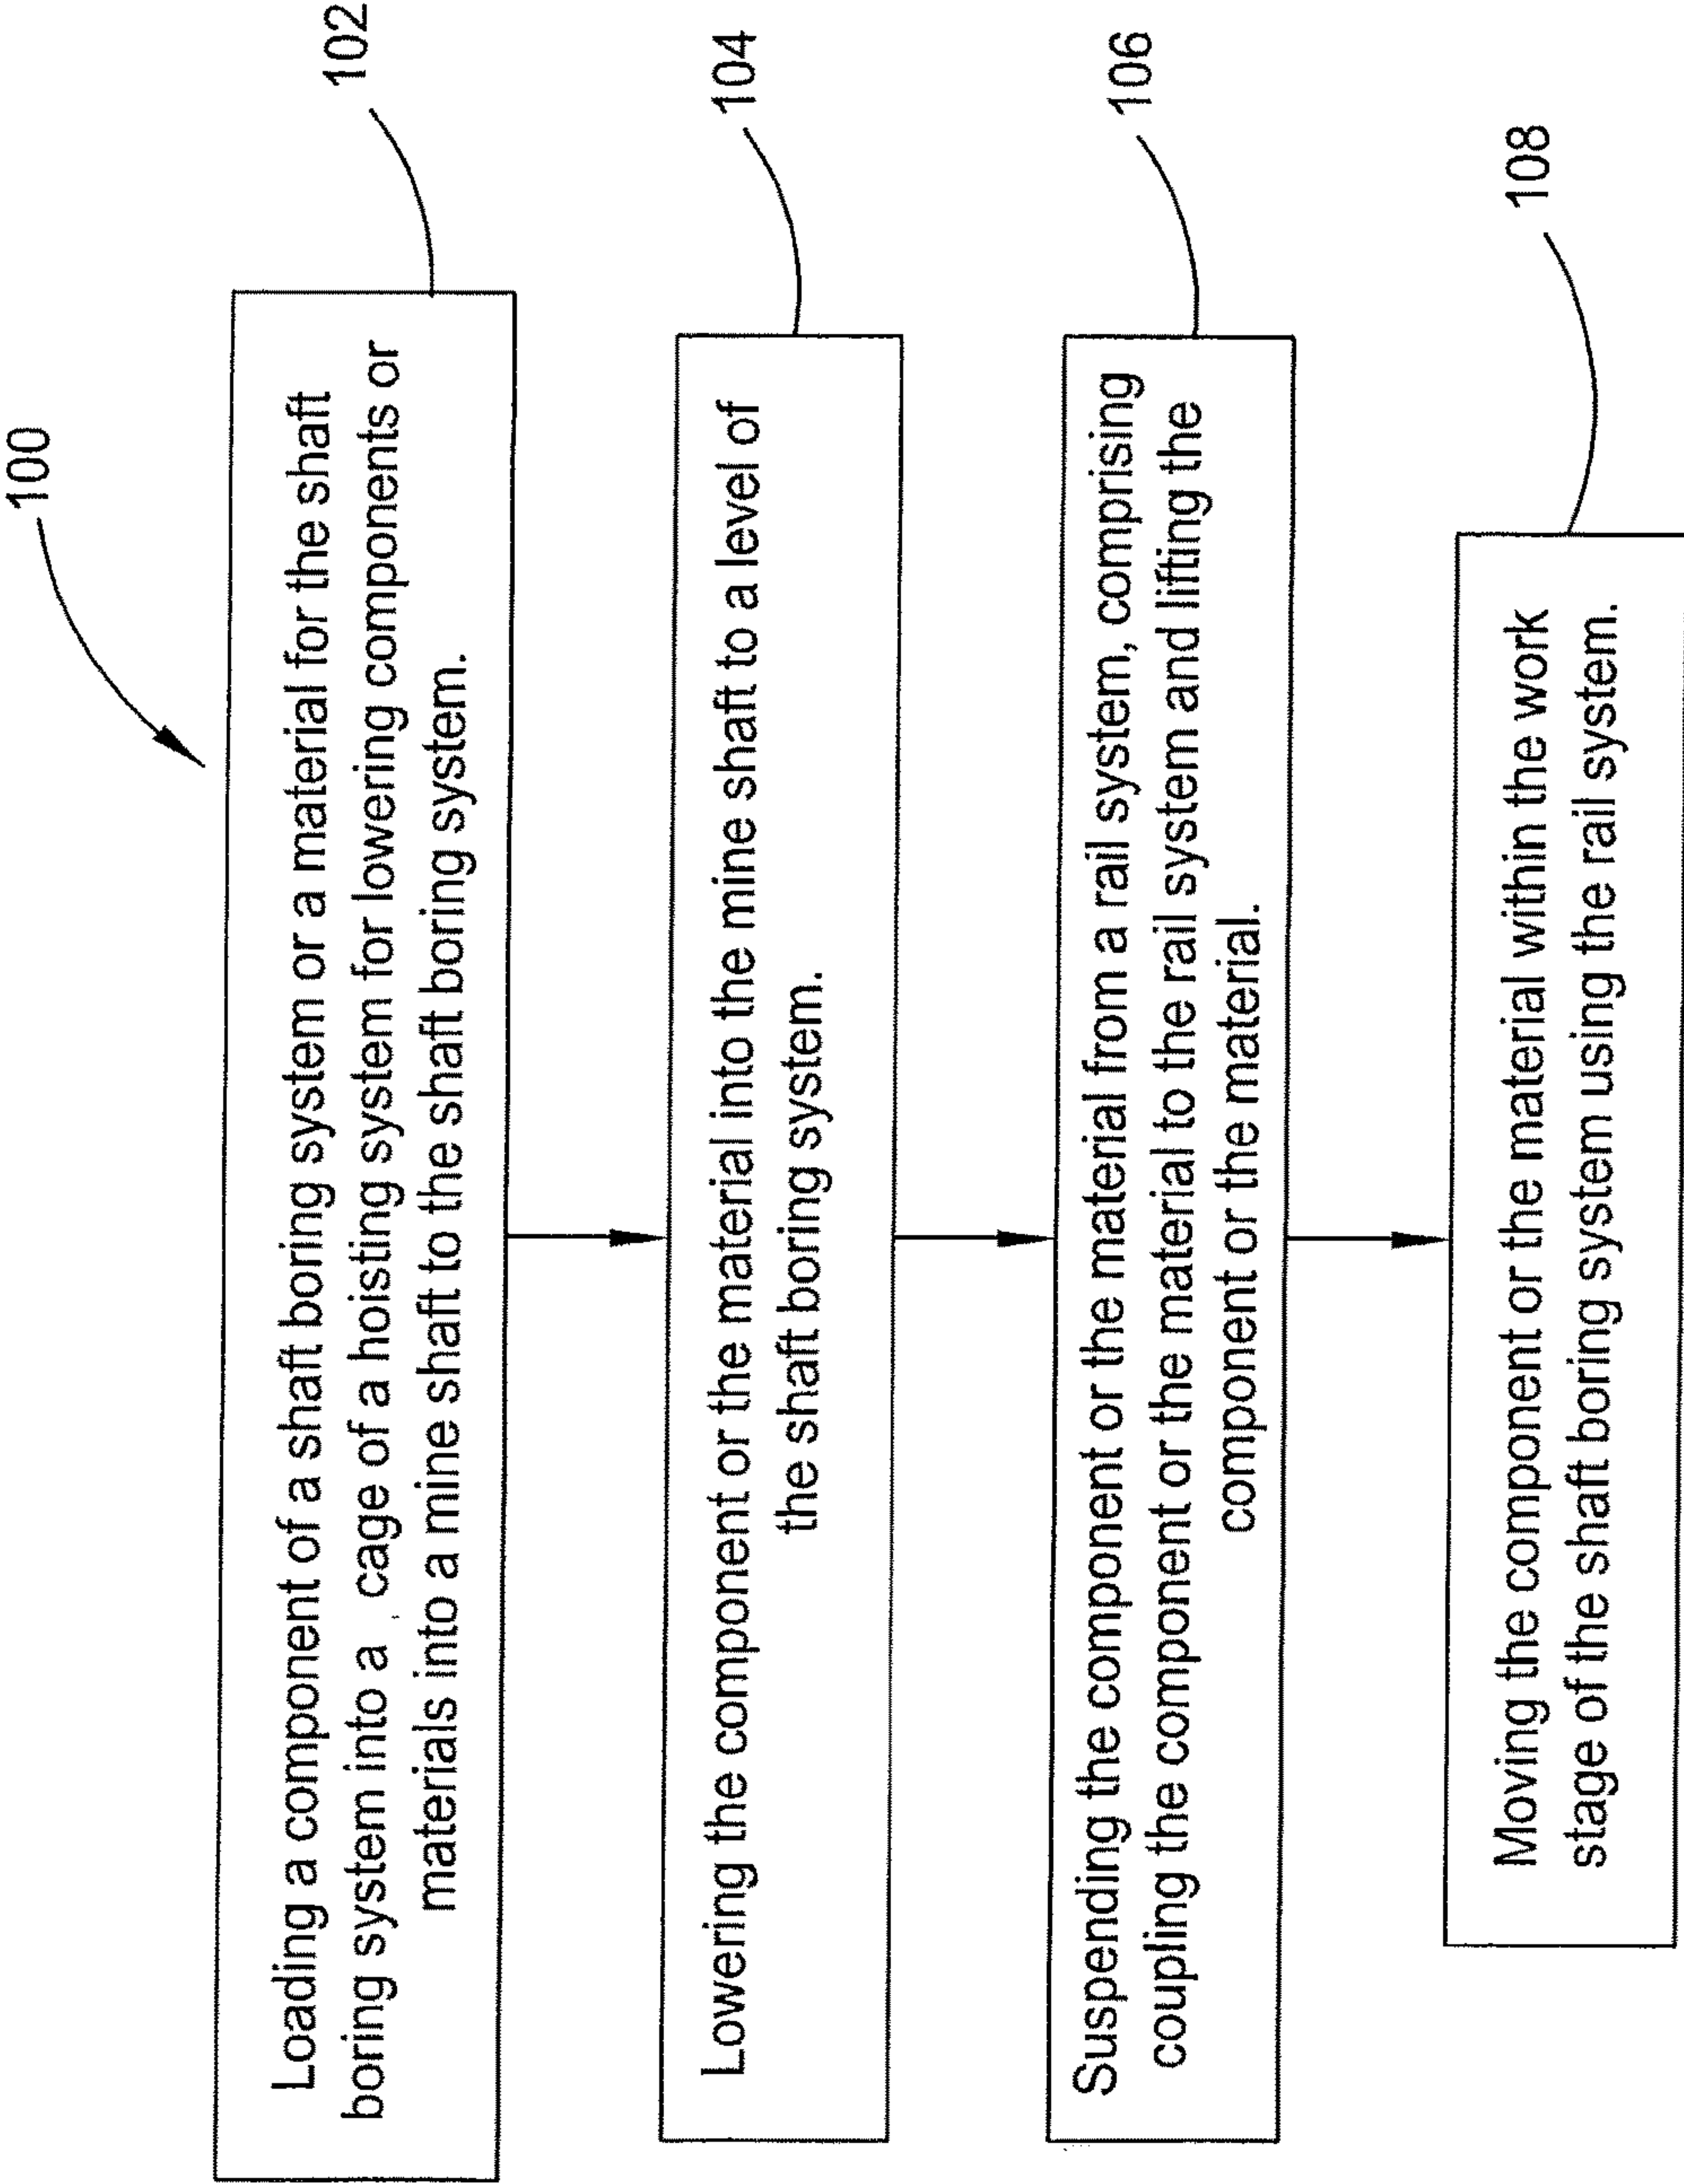 100
Loading a component of a shaft boring system or a material for the shaft
boring system into a cage of a hoisting system for lowering components or
materials into a mine shaft to the shaft boring system.
102
Lowering the component or the material into the mine shaft to a level of
the shaft boring system.
104
Suspending the component or the material from a rail system, comprising
coupling the component or the material to the rail system and lifting the
component or the material.
106
Moving the component or the material within the work
stage of the shaft boring system using the rail system.
108